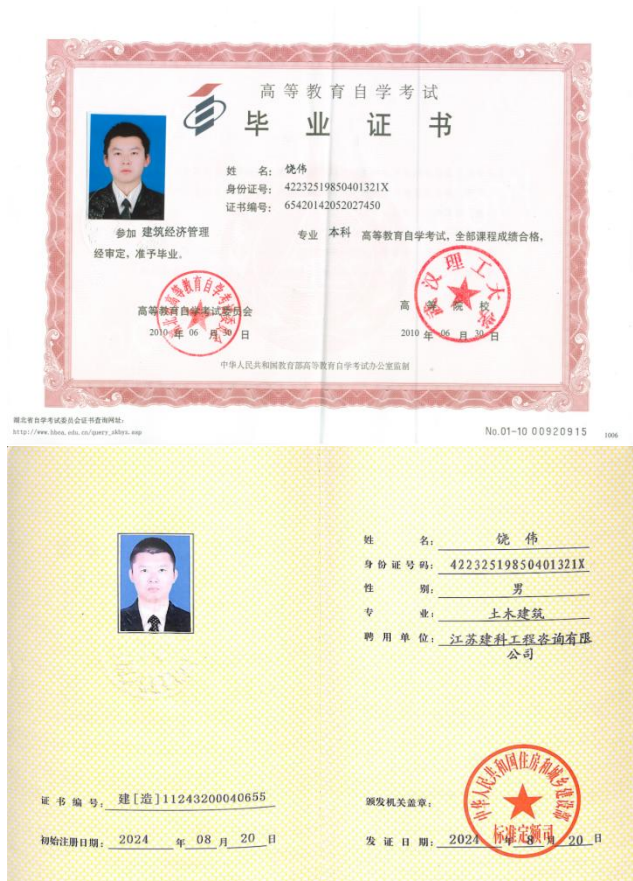 高等教育自学考试
毕业证书
姓 名: 饶伟
身份证号: 42232519850401321X
证书编号: 65420142052027450
参加 建筑经济管理 专业 本科 高等教育自学考试,全部课程成绩合格,
经审定,准予毕业。
武汉理工大学
高等教育自学考试委员会 高等院校
2010 年 06 月 30 日 2010 年 06 月 30 日
中华人民共和国教育部高等教育自学考试办公室监制
湖北省自学考试委员会证书查询网址:
No.01-10 00920915 1006
姓 名: 饶 伟
身份证号码: 42232519850401321X
性 别: 男
专 业: 土木建筑
聘用单位: 江苏建科工程咨询有限
公司
证书编号: 建[造]11243200040655
颁发机关盖章:
中华人民共和国住房和城乡建设部
标准定额司
初始注册日期: 2024 年 08 月 20 日
发证日期: 2024 年 8 月 20 日